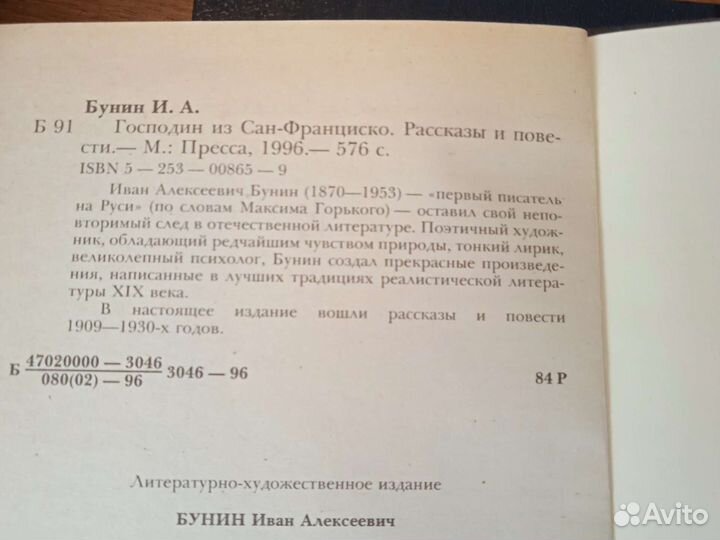 Бунин И. А.
Б 91 Господин из Сан-Франциско. Рассказы и пове-
сти.— М.: Пресса, 1996.— 576 с.
ISBN 5 — 253 — 00865 — 9
Иван Алексеевич Бунин (1870—1953) — «первый писатель
на Руси» (по словам Максима Горького) — оставил свой непо-
вторимый след в отечественной литературе. Поэтичный худож-
ник, обладающий редчайшим чувством природы, тонкий лирик,
великолепный психолог, Бунин создал прекрасные произведе-
ния, написанные в лучших традициях реалистической литера-
туры XIX века.
В настоящее издание вошли рассказы и повести
1909—1930-х годов.
Б 47020000 — 3046
080(02) — 96
3046 — 96
84 Р
Литературно-художественное издание
БУНИН Иван Алексеевич
Avito